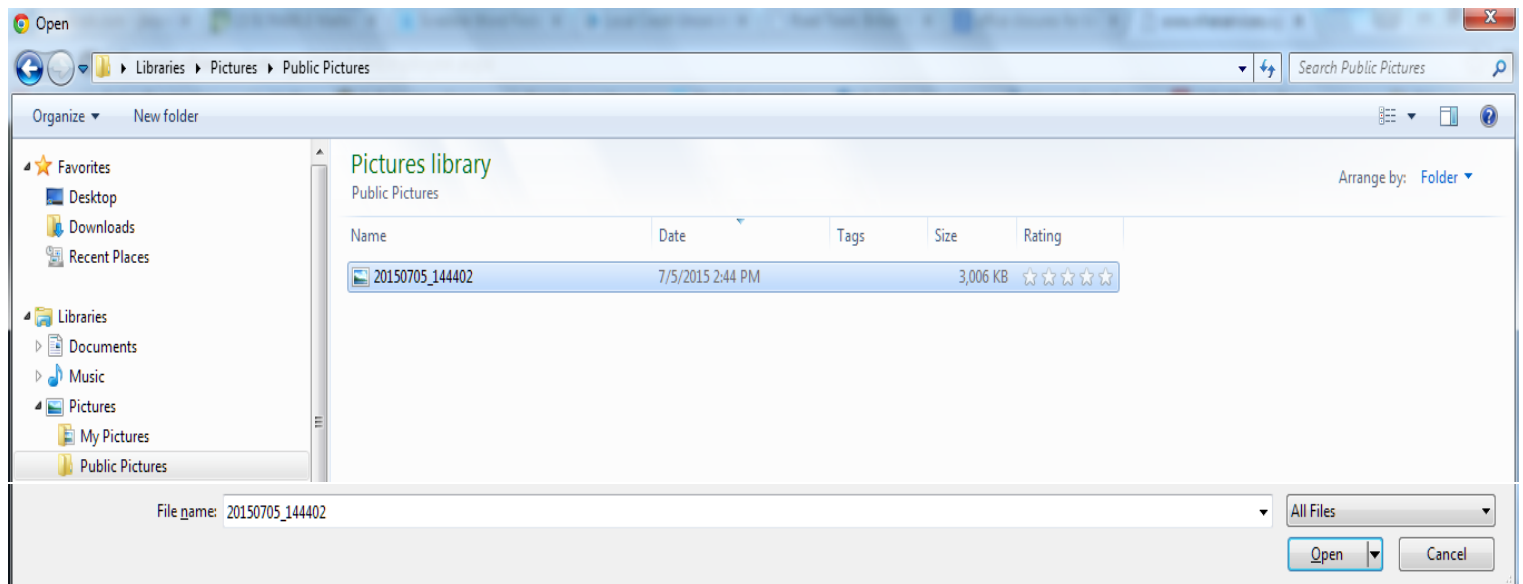 Open
Libraries Pictures Public Pictures
Search Public Pictures
Organize New folder
Favorites
Desktop
Downloads
Recent Places
Libraries
Documents
Music
Pictures
My Pictures
Public Pictures
Pictures library
Public Pictures
Arrange by: Folder
Name Date Tags Size Rating
20150705_144402 7/5/2015 2:44 PM 3,006 KB
File name: 20150705_144402 All Files
Open Cancel